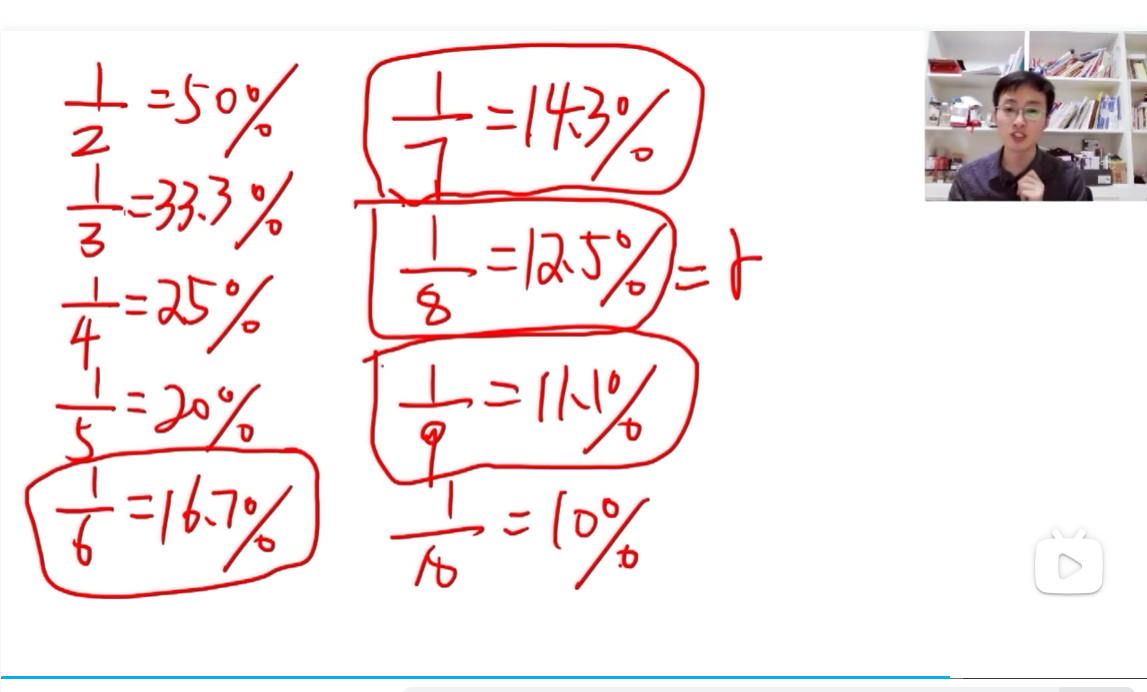 1/2 = 50%
1/3 = 33.3%
1/4 = 25%
1/5 = 20%
1/6 = 16.7%
1/7 = 14.3%
1/8 = 12.5% =
1/9 = 11.1%
1/10 = 10%